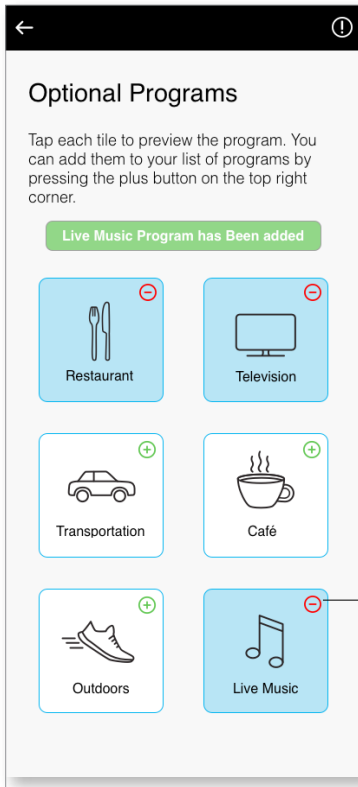 Optional Programs
Tap each tile to preview the program. You
can add them to your list of programs by
pressing the plus button on the top right
corner.
Live Music Program has Been added
Restaurant
Television
Transportation
Café
Outdoors
Live Music